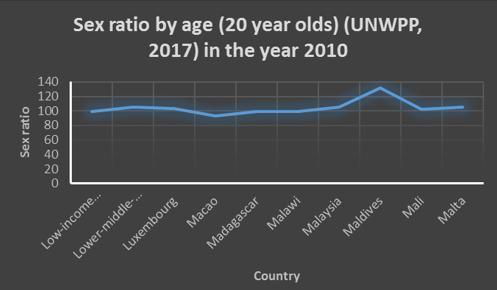 Sex ratio by age (20 year olds) (UNWPP,
2017) in the year 2010
140
120
100
80
60
40
20
0
Sex ratio
Low-income...
Lower-middle-...
Luxembourg
Macao
Madagascar
Malawi
Malaysia
Maldives
Mali
Malta
Country